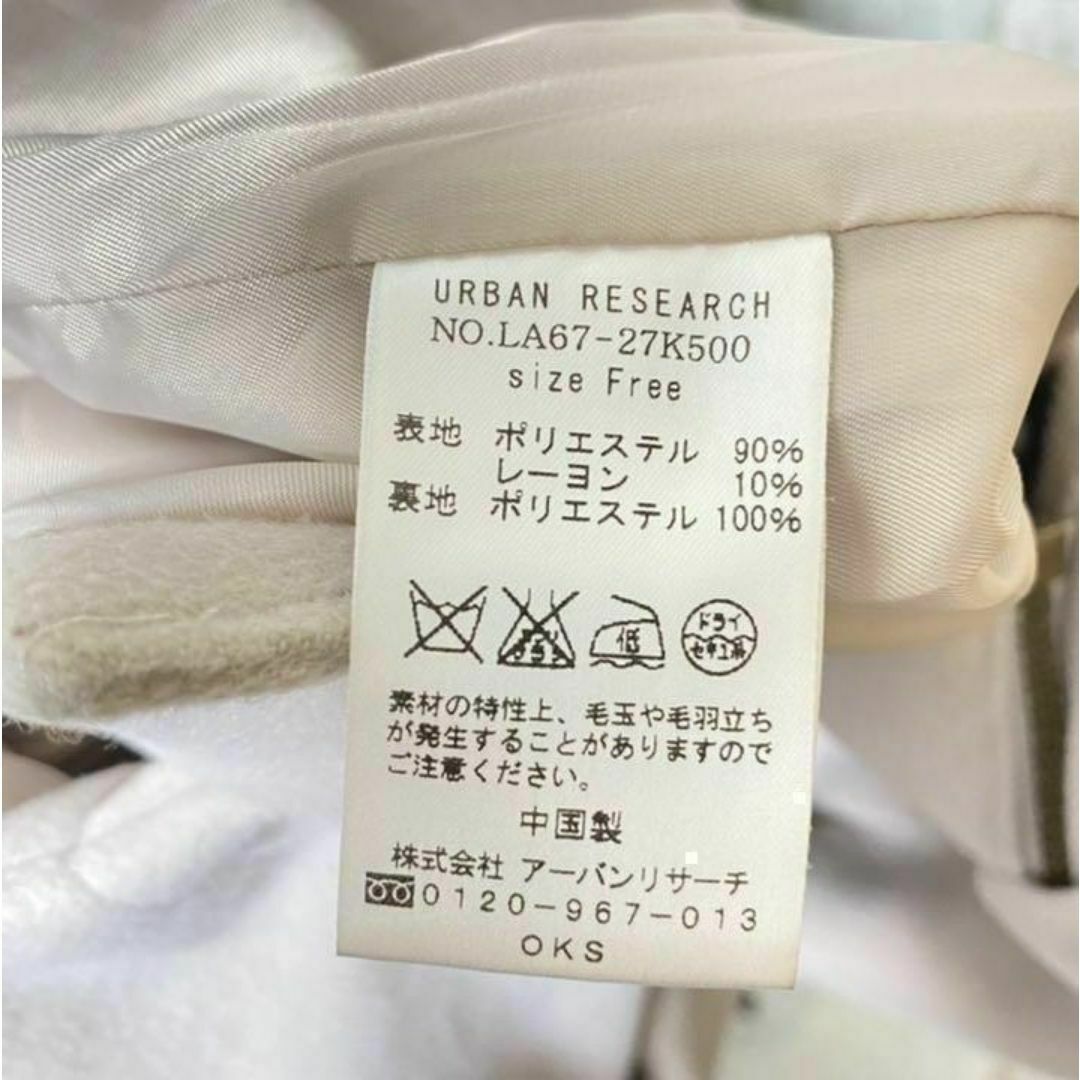 URBAN RESEARCH
NO.LA67-27K500
size Free
表地 ポリエステル 90%
レーヨン 10%
裏地 ポリエステル 100%
低
ドライ
セキユ系
素材の特性上、毛玉や毛羽立ち
が発生することがありますので
ご注意ください。
中国製
株式会社 アーバンリサーチ
0120-967-013
OKS